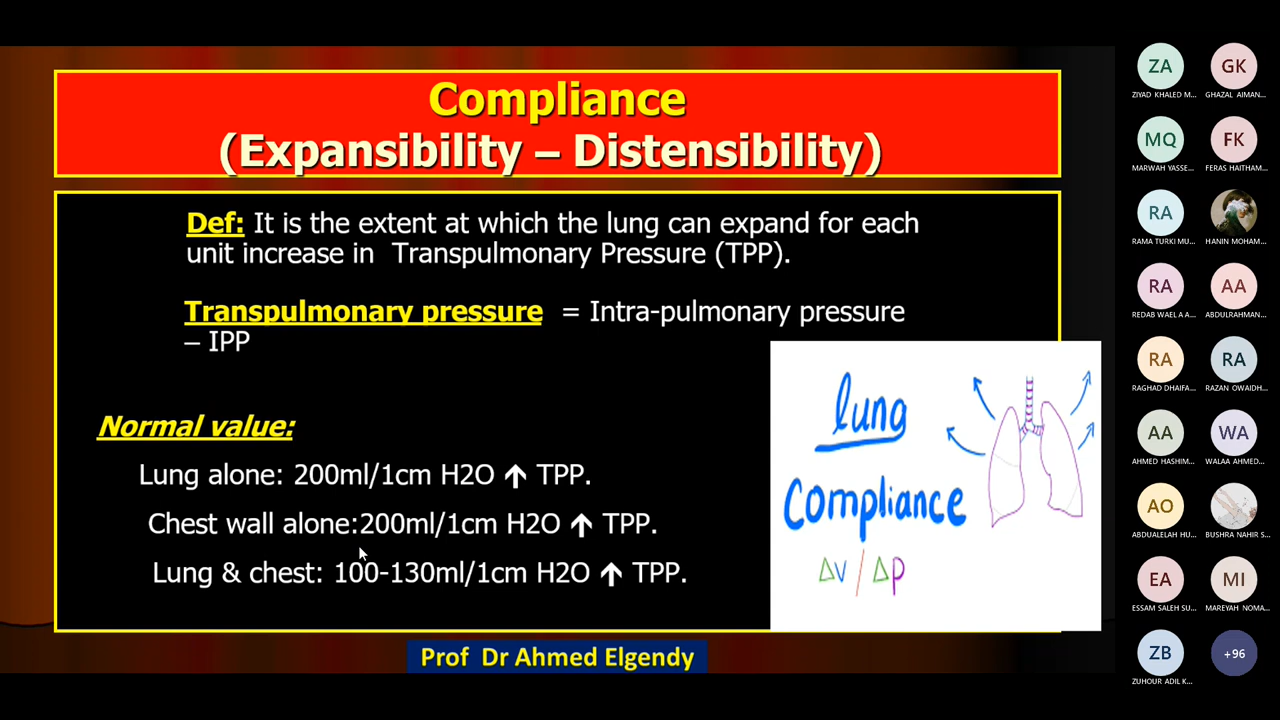 Compliance
(Expansibility – Distensibility)
Def: It is the extent at which the lung can expand for each
unit increase in Transpulmonary Pressure (TPP).
Transpulmonary pressure = Intra-pulmonary pressure
– IPP
Normal value:
Lung alone: 200ml/1cm H2O ↑ TPP.
Chest wall alone:200ml/1cm H2O ↑ TPP.
Lung & chest: 100-130ml/1cm H2O ↑ TPP.
lung
Compliance
Δv / Δp
Prof Dr Ahmed Elgendy
ZA GK
ZIYAD KHALED M... GHAZAL AIMAN...
MQ FK
MARWAH YASSE... FERAS HAITHAM...
RA
RAMA TURKI MU... HANIN MOHAM...
RA AA
REDAB WAEL A A... ABDULRAHMAN...
RA RA
RAGHAD DHAIFA... RAZAN OWAIDH...
AA WA
AHMED HASHIM... WALAA AHMED...
AO
ABDUALELAH HU... BUSHRA NAHIR S...
EA MI
ESSAM SALEH SU... MAREYAH NOMA...
ZB +96
ZUHOUR ADIL K...